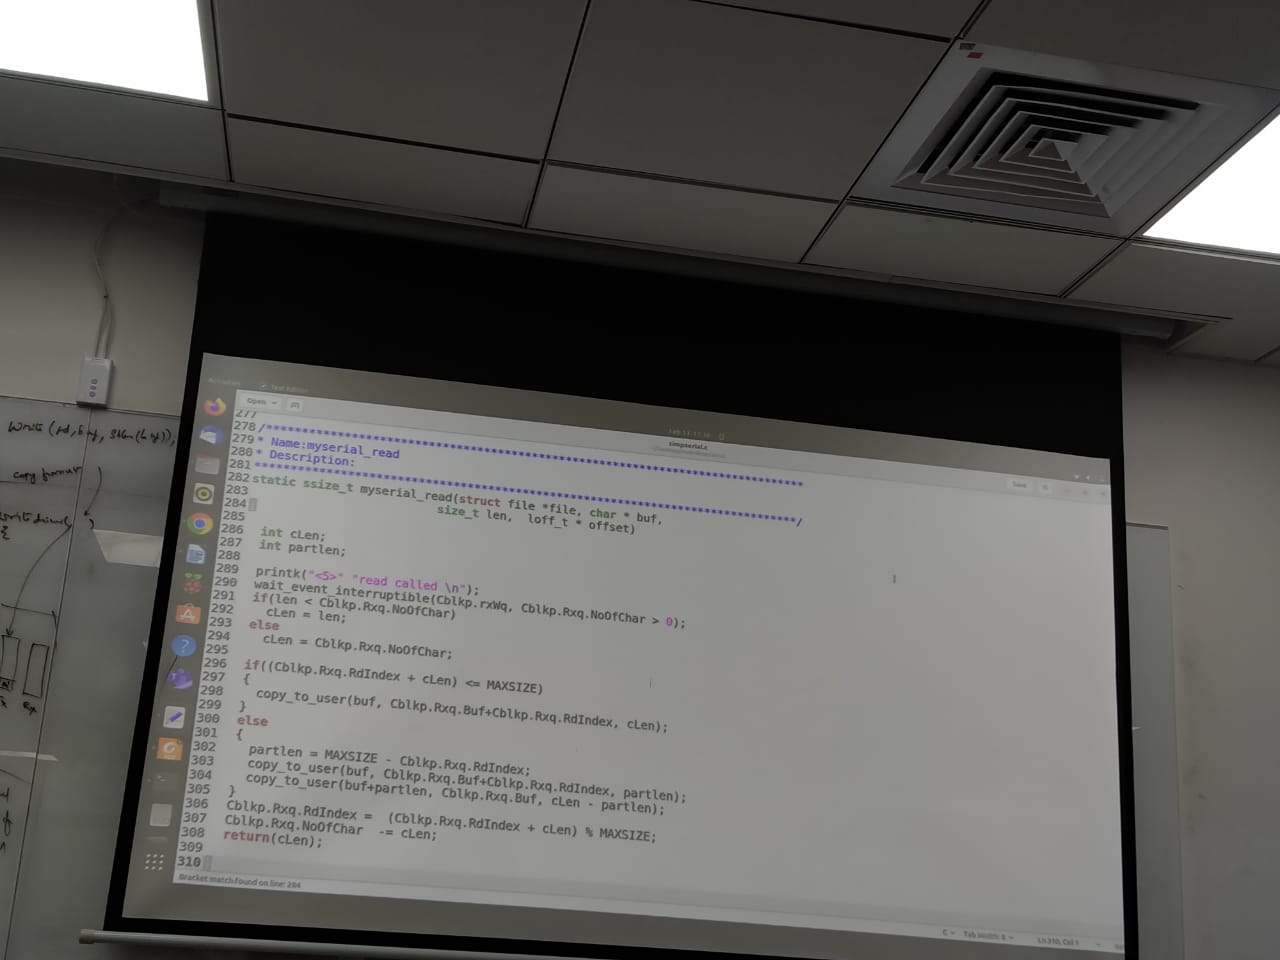 Write (fd, buf, strlen(buf));
copy from user
{
Rx
Activities
Text Editor
Open
simpserial.c
Save
277
278 /*******************************************************************************
279 * Name:myserial_read
280 * Description:
281 *******************************************************************************/
282 static ssize_t myserial_read(struct file *file, char * buf,
283 size_t len, loff_t * offset)
284
285
286 int cLen;
287 int partlen;
288
289 printk("<5>" "read called \n");
290 wait_event_interruptible(Cblkp.rxWq, Cblkp.Rxq.NoOfChar > 0);
291 if(len < Cblkp.Rxq.NoOfChar)
292 cLen = len;
293 else
294 cLen = Cblkp.Rxq.NoOfChar;
295
296 if((Cblkp.Rxq.RdIndex + cLen) <= MAXSIZE)
297 {
298 copy_to_user(buf, Cblkp.Rxq.Buf+Cblkp.Rxq.RdIndex, cLen);
299 }
300 else
301 {
302 partlen = MAXSIZE - Cblkp.Rxq.RdIndex;
303 copy_to_user(buf, Cblkp.Rxq.Buf+Cblkp.Rxq.RdIndex, partlen);
304 copy_to_user(buf+partlen, Cblkp.Rxq.Buf, cLen - partlen);
305 }
306 Cblkp.Rxq.RdIndex = (Cblkp.Rxq.RdIndex + cLen) % MAXSIZE;
307 Cblkp.Rxq.NoOfChar -= cLen;
308 return(cLen);
309
310
Bracket match found on line: 284
C
Tab Width: 8
Ln 310, Col 1